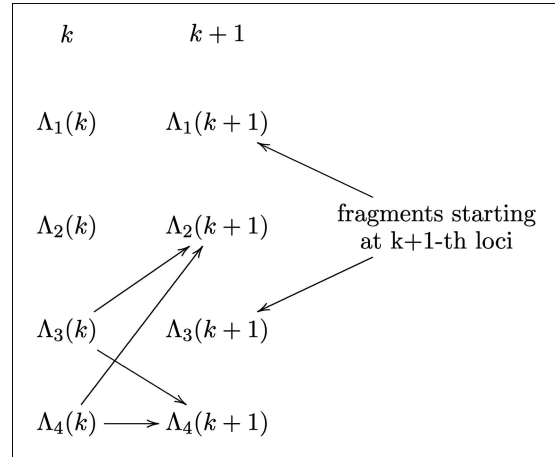 k k + 1
Λ₁(k) Λ₁(k + 1)
Λ₂(k) Λ₂(k + 1)
fragments starting
at k+1-th loci
Λ₃(k) Λ₃(k + 1)
Λ₄(k) Λ₄(k + 1)